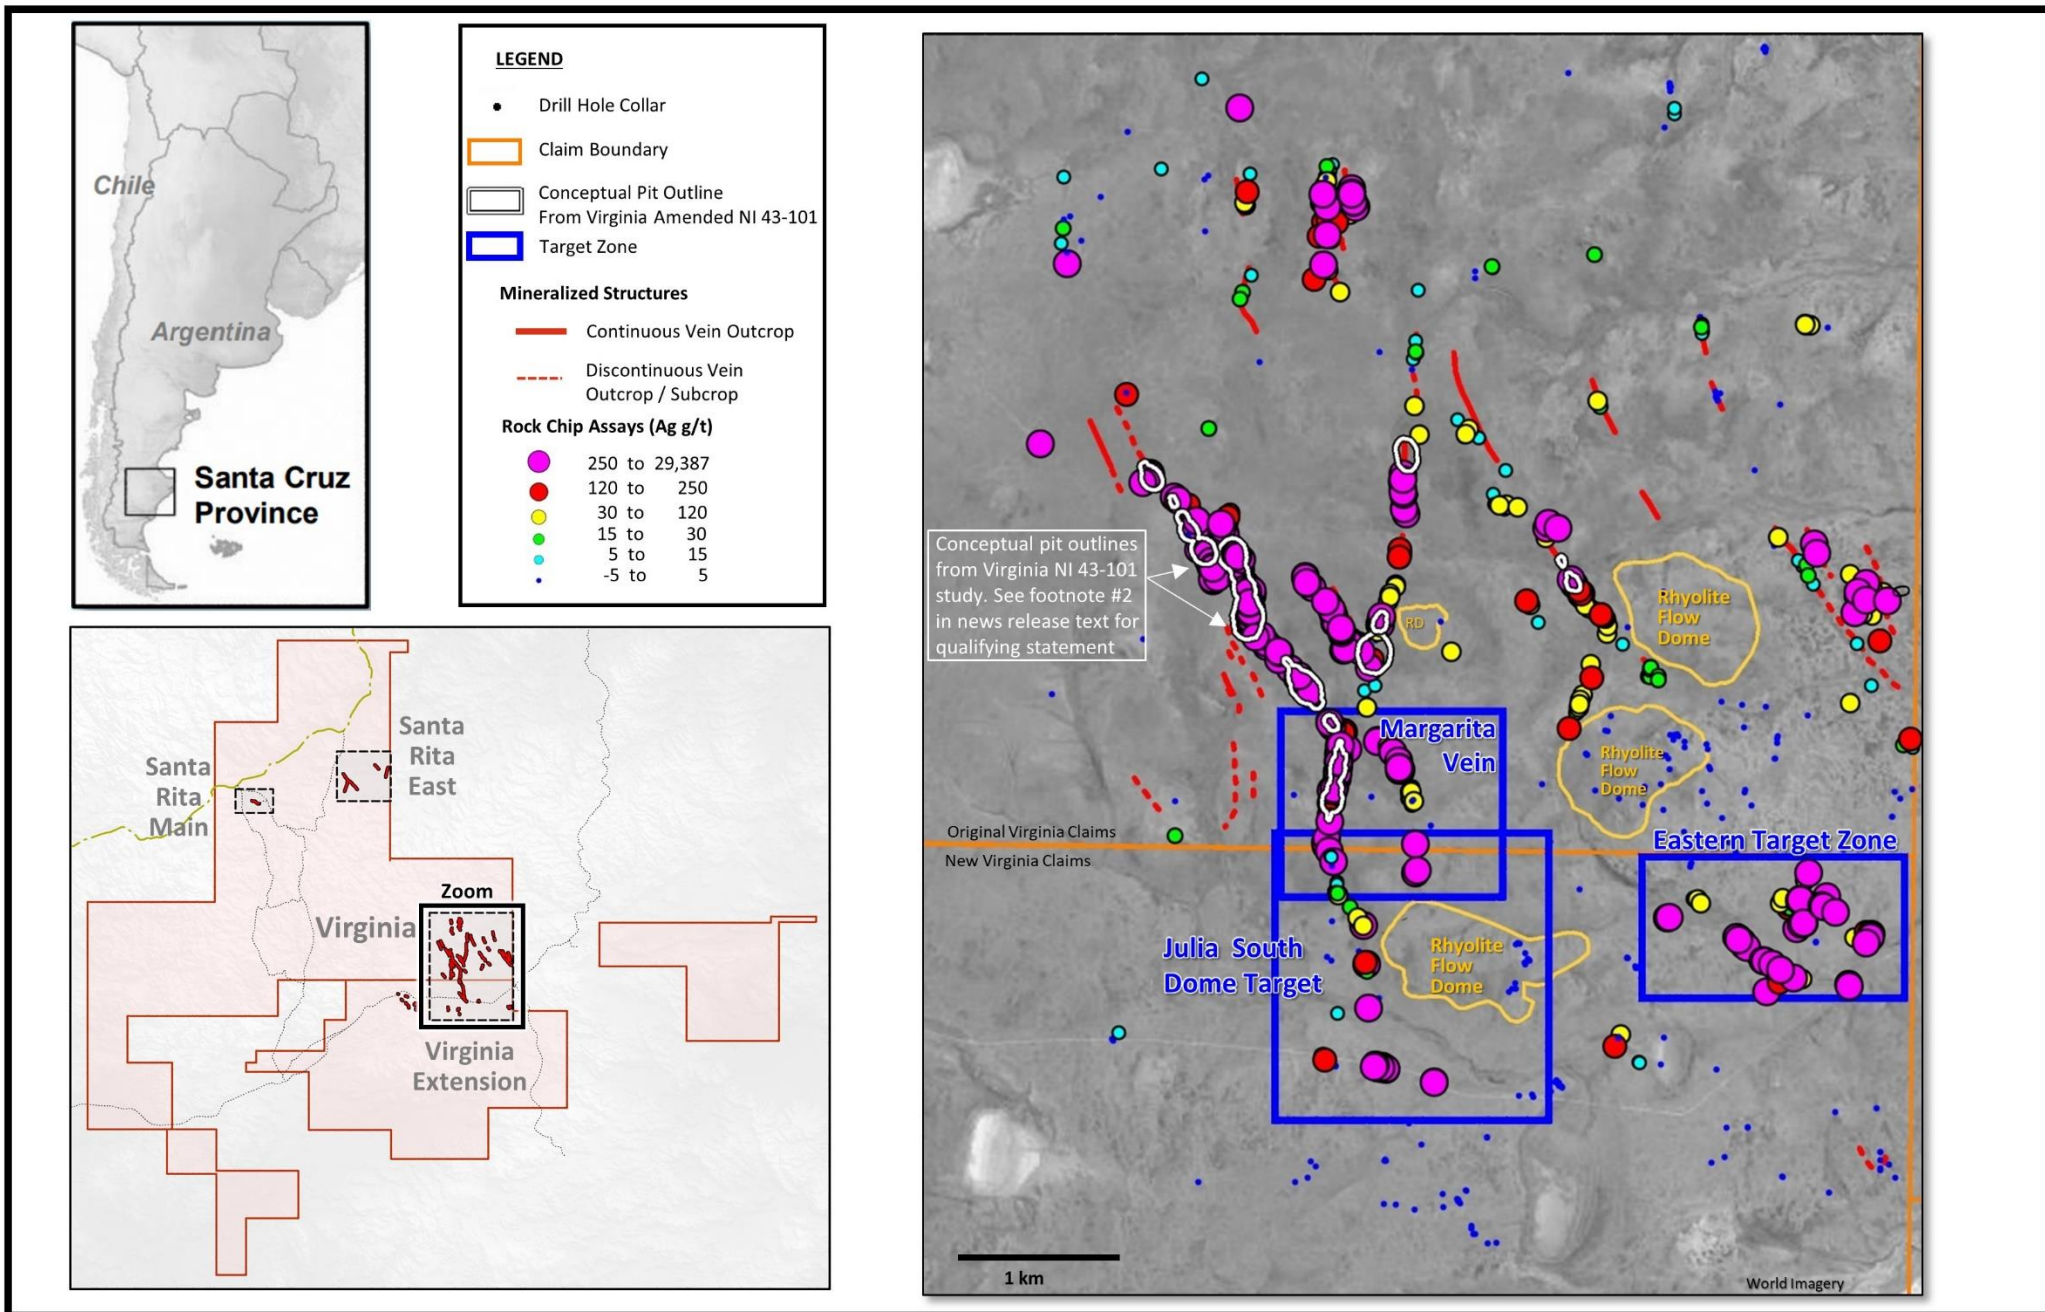 Chile
Argentina
Santa Cruz
Province
LEGEND
Drill Hole Collar
Claim Boundary
Conceptual Pit Outline
From Virginia Amended NI 43-101
Target Zone
Mineralized Structures
Continuous Vein Outcrop
Discontinuous Vein
Outcrop / Subcrop
Rock Chip Assays (Ag g/t)
250 to 29,387
120 to 250
30 to 120
15 to 30
5 to 15
-5 to 5
Santa
Rita
East
Santa
Rita
Main
Zoom
Virginia
Virginia
Extension
Conceptual pit outlines
from Virginia NI 43-101
study. See footnote #2
in news release text for
qualifying statement
RD
Rhyolite
Flow
Dome
Margarita
Vein
Rhyolite
Flow
Dome
Original Virginia Claims
New Virginia Claims
Eastern Target Zone
Julia South
Dome Target
Rhyolite
Flow
Dome
1 km
World Imagery